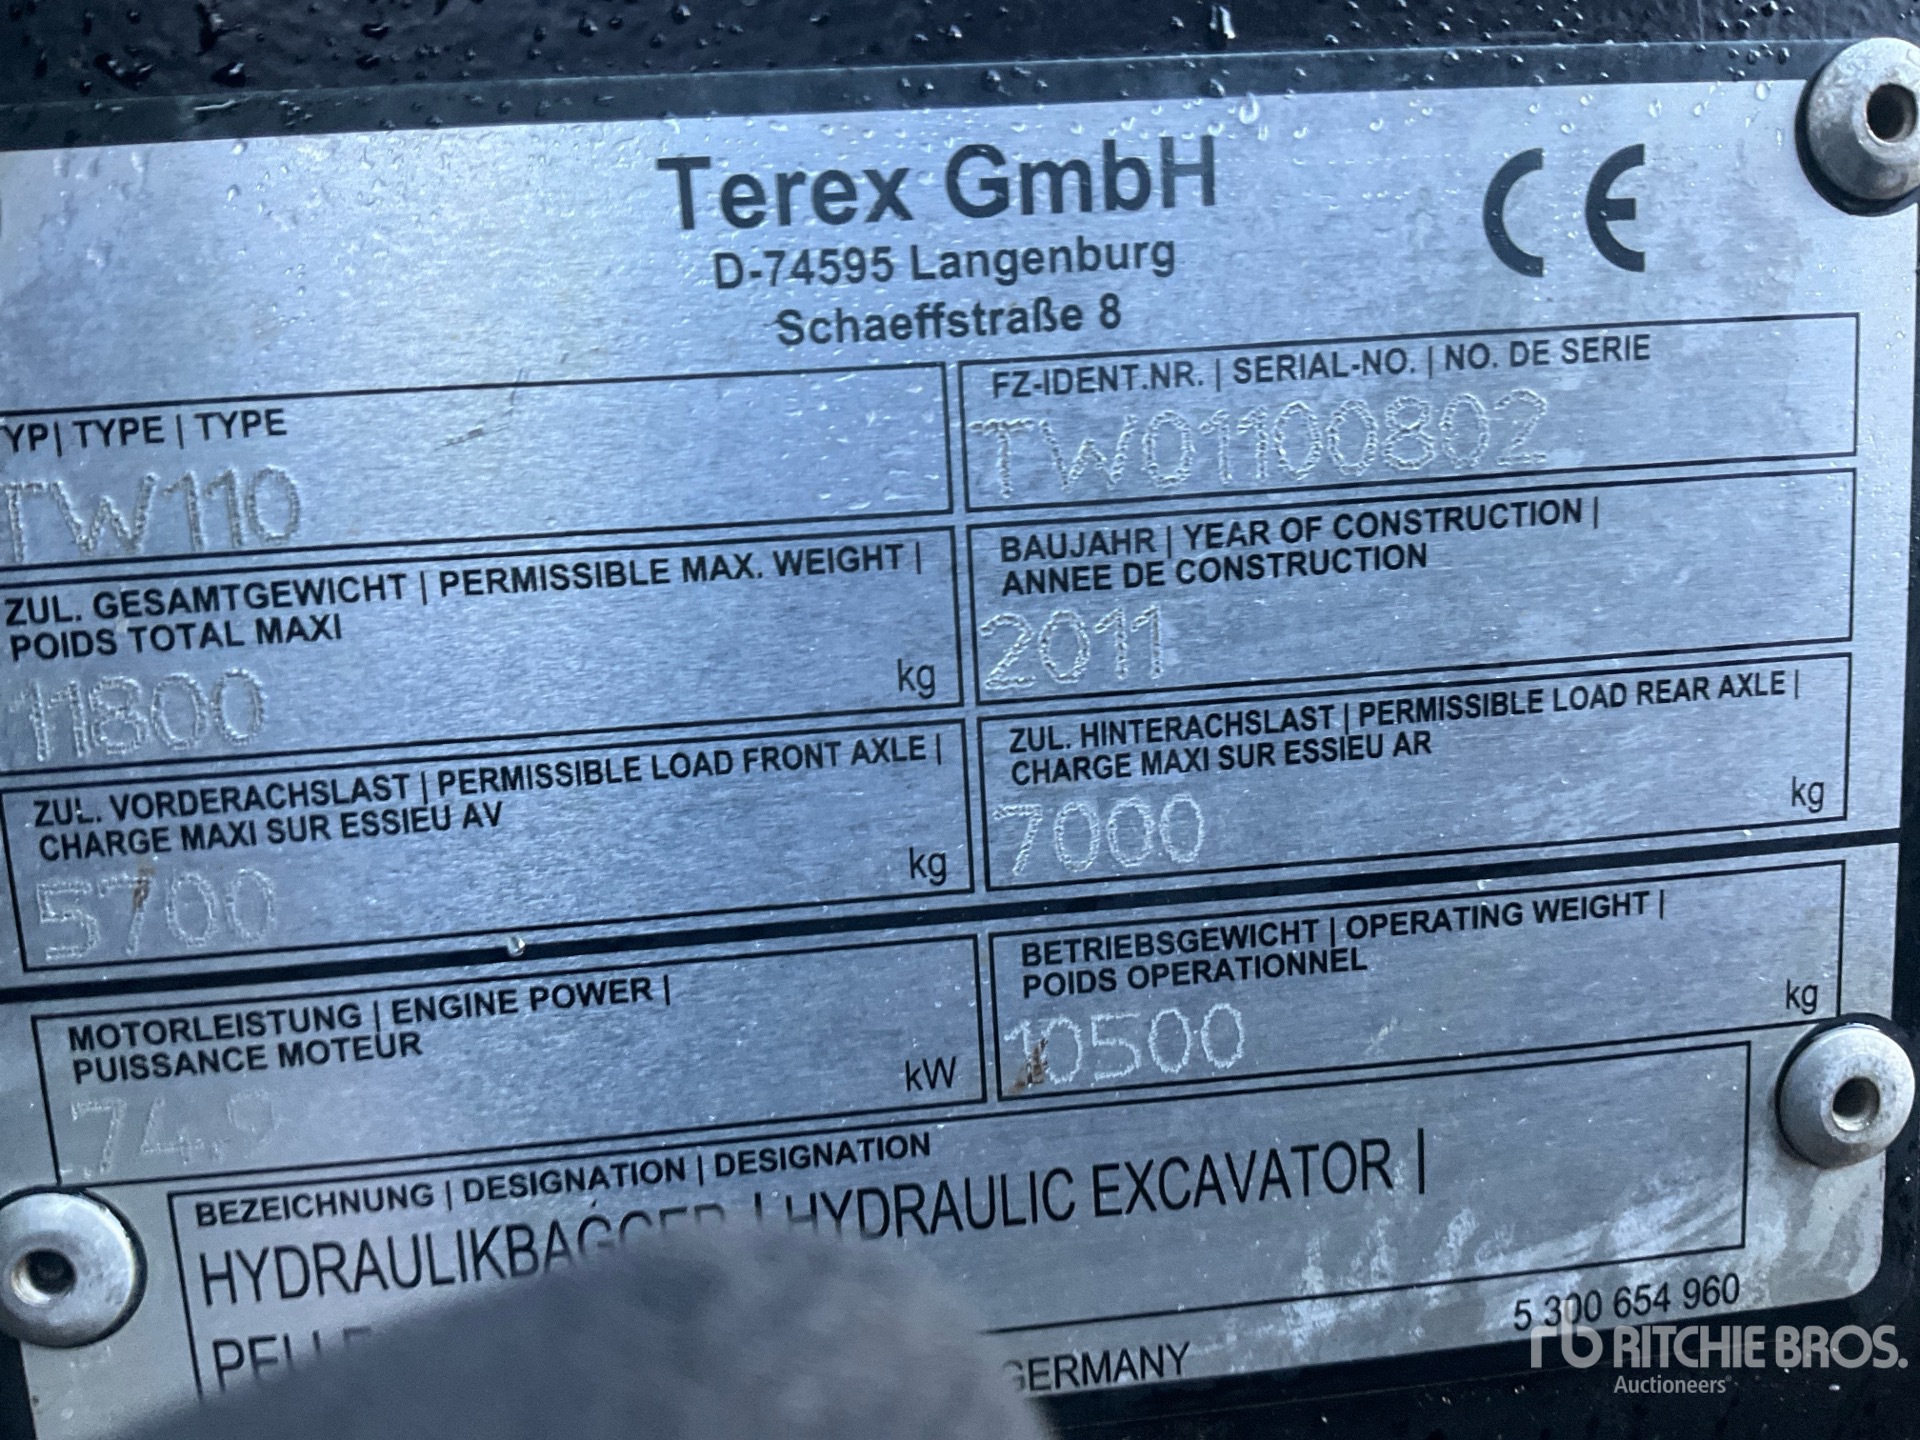 Terex GmbH
CE
D-74595 Langenburg
Schaeffstraße 8
YP| TYPE | TYPE
TW110
FZ-IDENT.NR. | SERIAL-NO. | NO. DE SERIE
TW01100802
ZUL. GESAMTGEWICHT | PERMISSIBLE MAX. WEIGHT |
POIDS TOTAL MAXI
11800 kg
BAUJAHR | YEAR OF CONSTRUCTION |
ANNEE DE CONSTRUCTION
2011
ZUL. VORDERACHSLAST | PERMISSIBLE LOAD FRONT AXLE |
CHARGE MAXI SUR ESSIEU AV
5700 kg
ZUL. HINTERACHSLAST | PERMISSIBLE LOAD REAR AXLE |
CHARGE MAXI SUR ESSIEU AR
7000 kg
MOTORLEISTUNG | ENGINE POWER |
PUISSANCE MOTEUR
74,9 kW
BETRIEBSGEWICHT | OPERATING WEIGHT |
POIDS OPERATIONNEL
10500 kg
BEZEICHNUNG | DESIGNATION | DESIGNATION
HYDRAULIKBAGGER | HYDRAULIC EXCAVATOR |
5 300 654 960
GERMANY
rb RITCHIE BROS.
Auctioneers